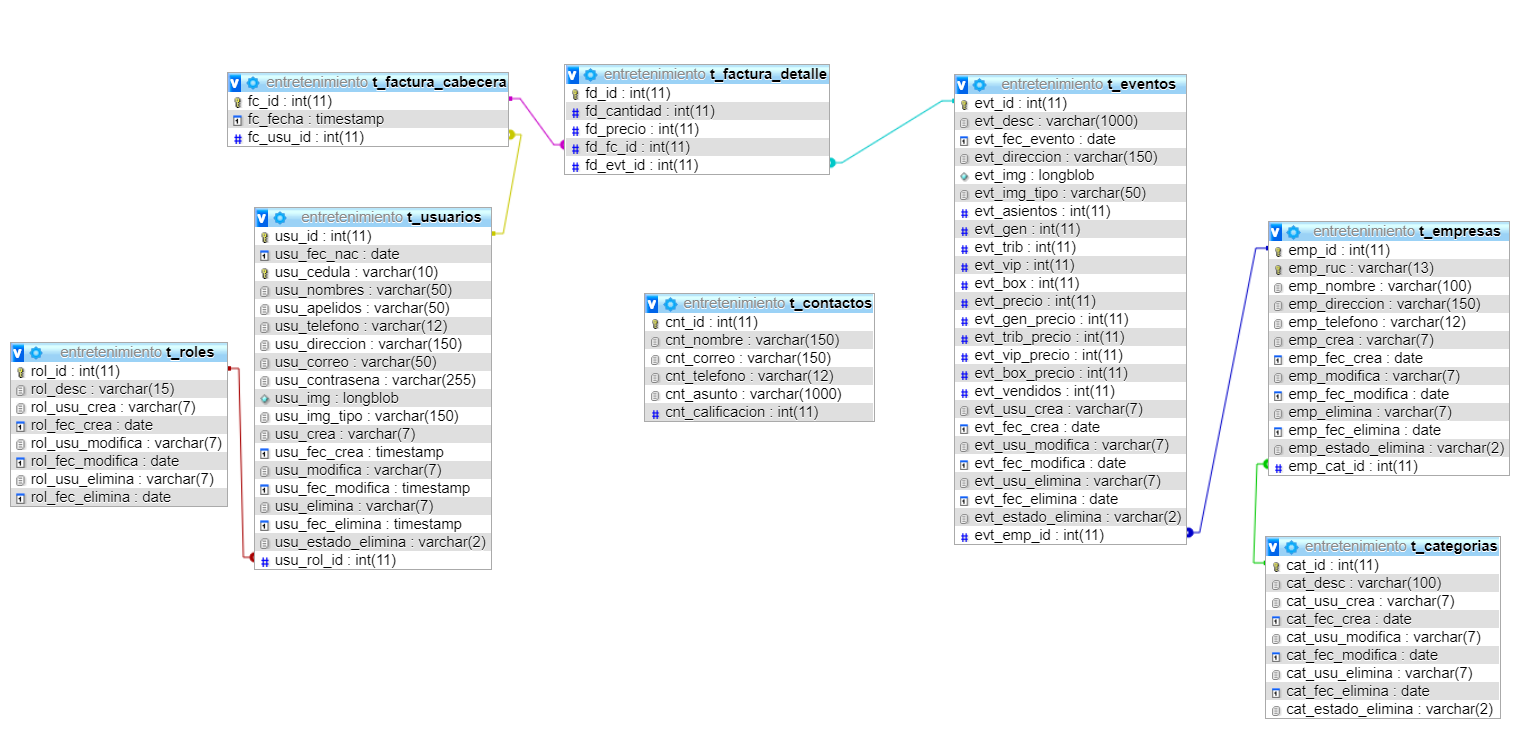 entretenimiento t_factura_cabecera
fc_id : int(11)
fc_fecha : timestamp
fc_usu_id : int(11)
entretenimiento t_factura_detalle
fd_id : int(11)
fd_cantidad : int(11)
fd_precio : int(11)
fd_fc_id : int(11)
fd_evt_id : int(11)
entretenimiento t_eventos
evt_id : int(11)
evt_desc : varchar(1000)
evt_fec_evento : date
evt_direccion : varchar(150)
evt_img : longblob
evt_img_tipo : varchar(50)
evt_asientos : int(11)
evt_gen : int(11)
evt_trib : int(11)
evt_vip : int(11)
evt_box : int(11)
evt_precio : int(11)
evt_gen_precio : int(11)
evt_trib_precio : int(11)
evt_vip_precio : int(11)
evt_box_precio : int(11)
evt_vendidos : int(11)
evt_usu_crea : varchar(7)
evt_fec_crea : date
evt_usu_modifica : varchar(7)
evt_fec_modifica : date
evt_usu_elimina : varchar(7)
evt_fec_elimina : date
evt_estado_elimina : varchar(2)
evt_emp_id : int(11)
entretenimiento t_usuarios
usu_id : int(11)
usu_fec_nac : date
usu_cedula : varchar(10)
usu_nombres : varchar(50)
usu_apelidos : varchar(50)
usu_telefono : varchar(12)
usu_direccion : varchar(150)
usu_correo : varchar(50)
usu_contrasena : varchar(255)
usu_img : longblob
usu_img_tipo : varchar(150)
usu_crea : varchar(7)
usu_fec_crea : timestamp
usu_modifica : varchar(7)
usu_fec_modifica : timestamp
usu_elimina : varchar(7)
usu_fec_elimina : timestamp
usu_estado_elimina : varchar(2)
usu_rol_id : int(11)
entretenimiento t_empresas
emp_id : int(11)
emp_ruc : varchar(13)
emp_nombre : varchar(100)
emp_direccion : varchar(150)
emp_telefono : varchar(12)
emp_crea : varchar(7)
emp_fec_crea : date
emp_modifica : varchar(7)
emp_fec_modifica : date
emp_elimina : varchar(7)
emp_fec_elimina : date
emp_estado_elimina : varchar(2)
emp_cat_id : int(11)
entretenimiento t_contactos
cnt_id : int(11)
cnt_nombre : varchar(150)
cnt_correo : varchar(150)
cnt_telefono : varchar(12)
cnt_asunto : varchar(1000)
cnt_calificacion : int(11)
entretenimiento t_roles
rol_id : int(11)
rol_desc : varchar(15)
rol_usu_crea : varchar(7)
rol_fec_crea : date
rol_usu_modifica : varchar(7)
rol_fec_modifica : date
rol_usu_elimina : varchar(7)
rol_fec_elimina : date
entretenimiento t_categorias
cat_id : int(11)
cat_desc : varchar(100)
cat_usu_crea : varchar(7)
cat_fec_crea : date
cat_usu_modifica : varchar(7)
cat_fec_modifica : date
cat_usu_elimina : varchar(7)
cat_fec_elimina : date
cat_estado_elimina : varchar(2)